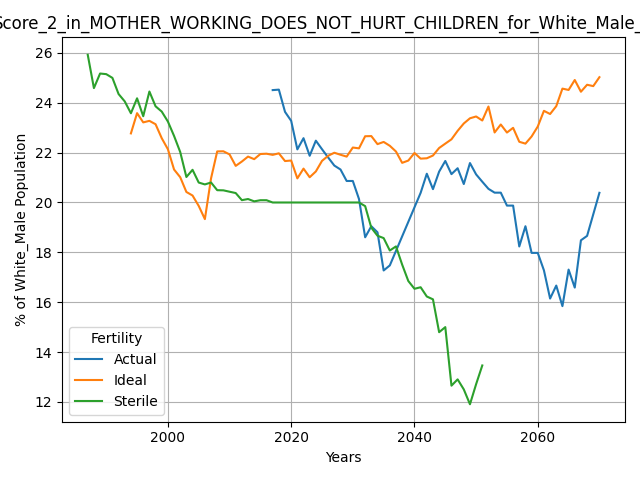 Score_2_in_MOTHER_WORKING_DOES_NOT_HURT_CHILDREN_for_White_Male_
26
24
22
20
18
16
14
12
% of White_Male Population
Fertility
Actual
Ideal
Sterile
2000 2020 2040 2060
Years